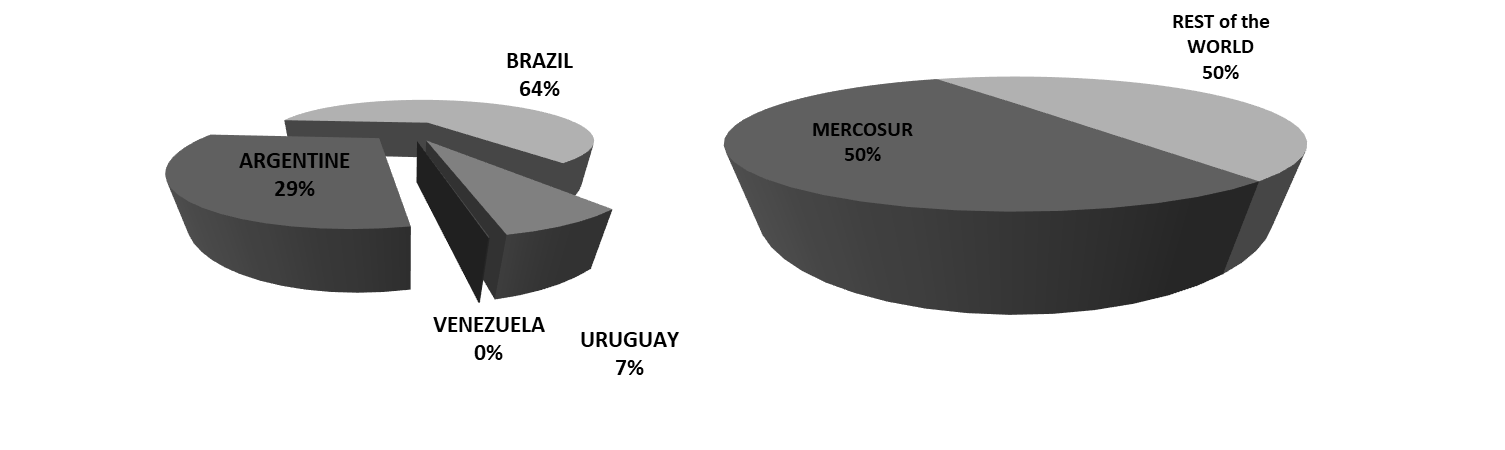 BRAZIL
64%
ARGENTINE
29%
VENEZUELA
0%
URUGUAY
7%
REST of the
WORLD
50%
MERCOSUR
50%